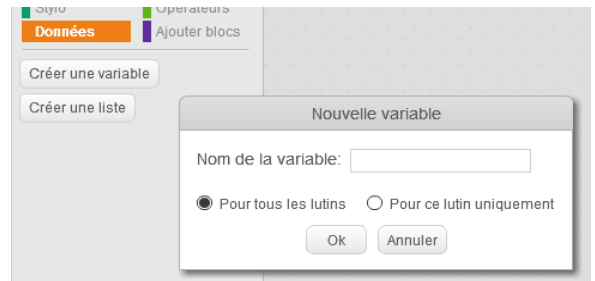 Stylo Opérateurs
Données Ajouter blocs
Créer une variable
Créer une liste
Nouvelle variable
Nom de la variable:
Pour tous les lutins Pour ce lutin uniquement
Ok Annuler